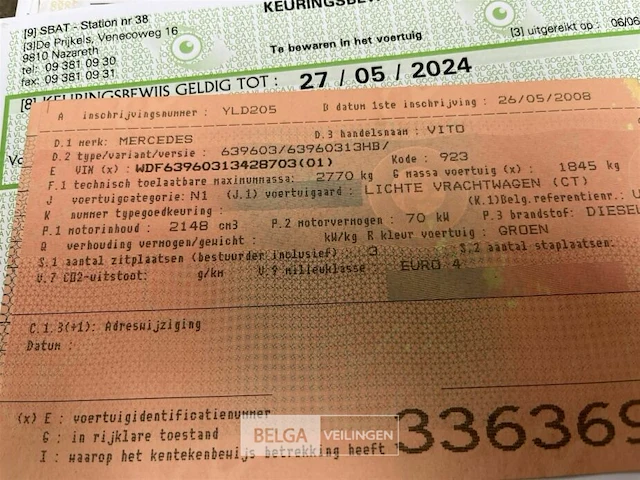 [9] SBAT - Station nr 38
[3]De Prijkels, Venecoweg 16
9810 Nazareth
tel: 09 381 09 30
fax: 09 381 09 31
Te bewaren in het voertuig
[3] uitgereikt op : 06/06
[8] KEURINGSBEWIJS GELDIG TOT : 27 / 05 / 2024
A inschrijvingsnummer : YLD205 B datum 1ste inschrijving : 26/05/2008
D.1 merk: MERCEDES D.3 handelsnaam : VITO
D.2 type/variant/versie : 639603/63960313HB/
E VIN (x) : WDF63960313428703(01) Kode : 923
F.1 technisch toelaatbare maximummassa: 2770 kg G massa voertuig (x) : 1845 kg
J voertuigcategorie: N1 (J.1) voertuigaard : LICHTE VRACHTWAGEN (CT)
K nummer typegoedkeuring : (K.1)Belg.referentienr.: U
P.1 motorinhoud : 2148 cm3 P.2 motorvermogen : 70 kW P.3 brandstof: DIESE
Q verhouding vermogen/gewicht : kW/kg R kleur voertuig : GROEN
S.1 aantal zitplaatsen (bestuurder inclusief) : 3 S.2 aantal staplaatsen:
V.7 CO2-uitstoot: g/km V.9 milieuklasse EURO 4
C.1.3(+1): Adreswijziging
Datum :
(x) E : voertuigidentificatienummer
G : in rijklare toestand
I : waarop het kentekenbewijs betrekking heeft
336369
BELGA VEILINGEN